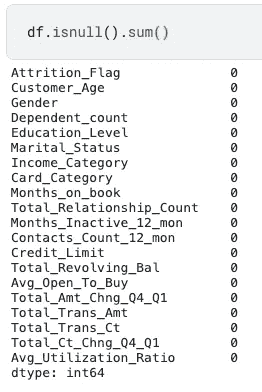 df.isnull().sum()
Attrition_Flag 0
Customer_Age 0
Gender 0
Dependent_count 0
Education_Level 0
Marital_Status 0
Income_Category 0
Card_Category 0
Months_on_book 0
Total_Relationship_Count 0
Months_Inactive_12_mon 0
Contacts_Count_12_mon 0
Credit_Limit 0
Total_Revolving_Bal 0
Avg_Open_To_Buy 0
Total_Amt_Chng_Q4_Q1 0
Total_Trans_Amt 0
Total_Trans_Ct 0
Total_Ct_Chng_Q4_Q1 0
Avg_Utilization_Ratio 0
dtype: int64